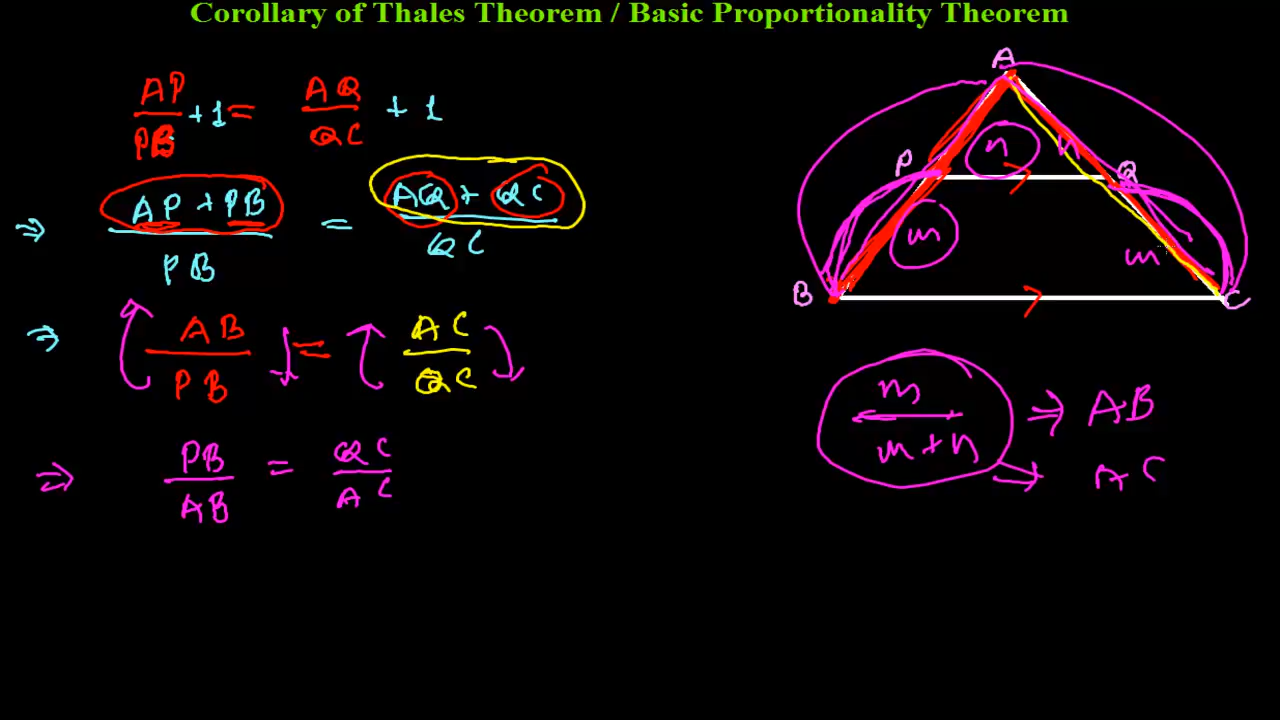 Corollary of Thales Theorem / Basic Proportionality Theorem
AP/PB + 1 = AQ/QC + 1
⇒ (AP + PB)/PB = (AQ + QC)/QC
⇒ AB/PB = AC/QC
⇒ PB/AB = QC/AC
A
P n n Q
m m
B C
m/(m+n) ⇒ AB
→ AC